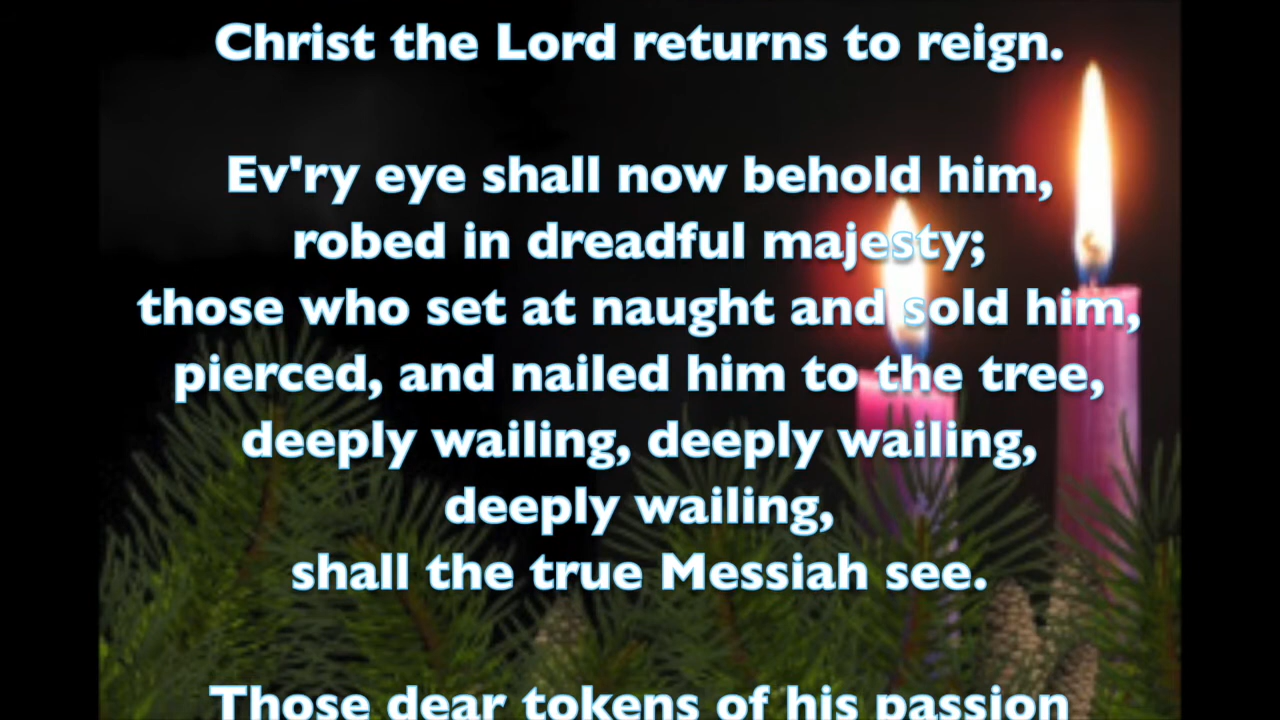 Christ the Lord returns to reign.
Ev'ry eye shall now behold him,
robed in dreadful majesty;
those who set at naught and sold him,
pierced, and nailed him to the tree,
deeply wailing, deeply wailing,
deeply wailing,
shall the true Messiah see.
Those dear tokens of his passion